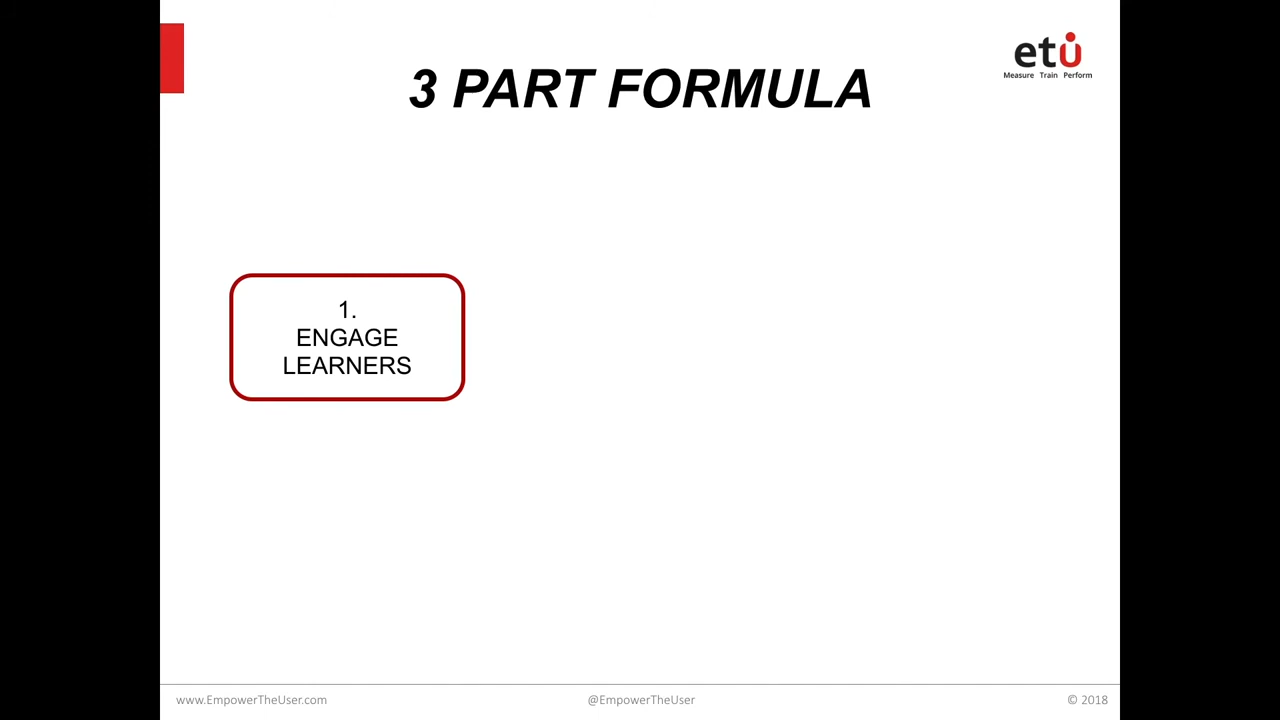 etu
Measure Train Perform
3 PART FORMULA
1.
ENGAGE
LEARNERS
www.EmpowerTheUser.com
@EmpowerTheUser
© 2018